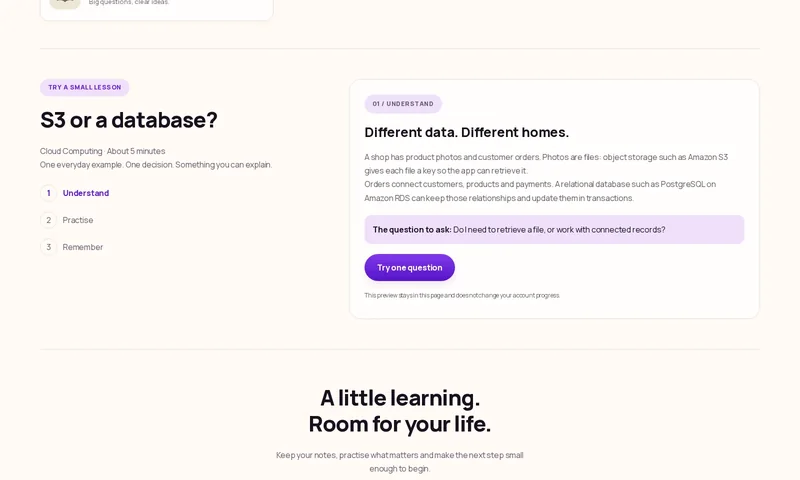 Big questions, clear ideas.
TRY A SMALL LESSON
S3 or a database?
Cloud Computing · About 5 minutes
One everyday example. One decision. Something you can explain.
1 Understand
2 Practise
3 Remember
01 / UNDERSTAND
Different data. Different homes.
A shop has product photos and customer orders. Photos are files: object storage such as Amazon S3
gives each file a key so the app can retrieve it.
Orders connect customers, products and payments. A relational database such as PostgreSQL on
Amazon RDS can keep those relationships and update them in transactions.
The question to ask: Do I need to retrieve a file, or work with connected records?
Try one question
This preview stays in this page and does not change your account progress.
A little learning.
Room for your life.
Keep your notes, practise what matters and make the next step small
enough to begin.